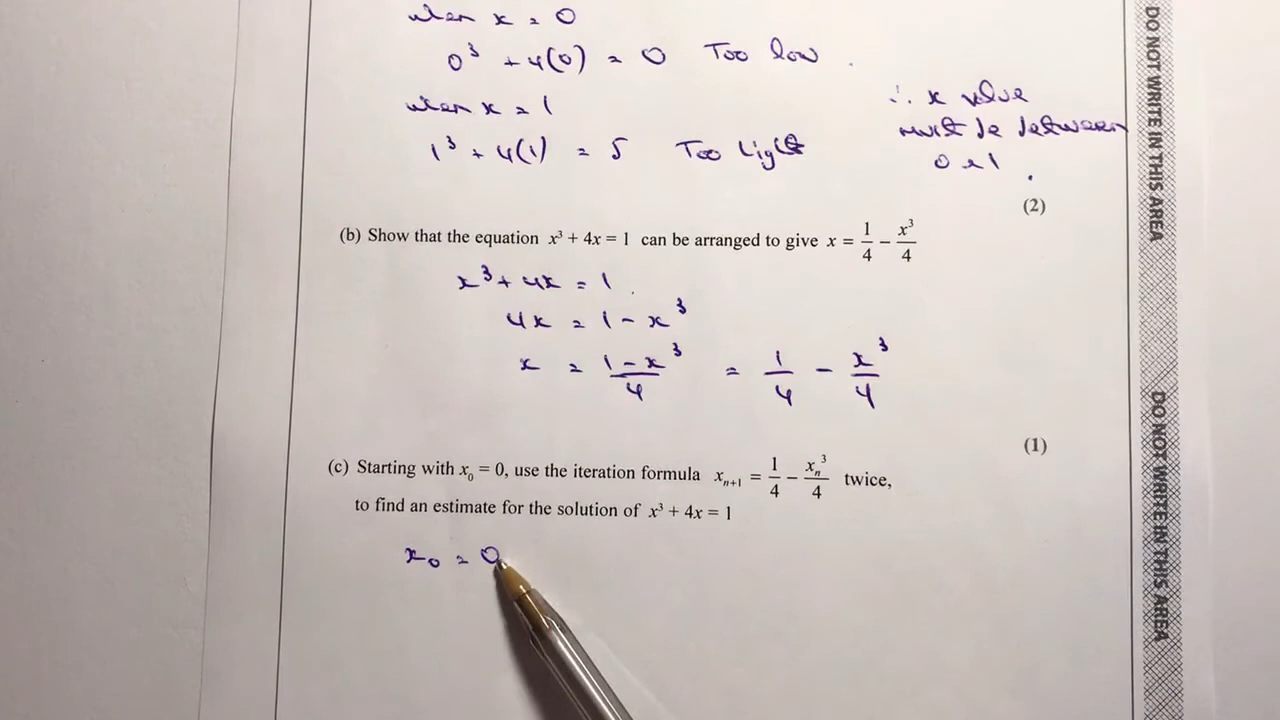 when x = 0
0³ + 4(0) = 0 Too low.
when x = 1
1³ + 4(1) = 5 Too
∴ x value
must be between
0 & 1.
(2)
(b) Show that the equation x³ + 4x = 1 can be arranged to give x = 1/4 − x³/4
x³ + 4x = 1
4x = 1 − x³
x = (1 − x³)/4 = 1/4 − x³/4
(1)
(c) Starting with x₀ = 0, use the iteration formula xₙ₊₁ = 1/4 − xₙ³/4 twice,
to find an estimate for the solution of x³ + 4x = 1
x₀ = 0
DO NOT WRITE IN THIS AREA
DO NOT WRITE IN THIS AREA